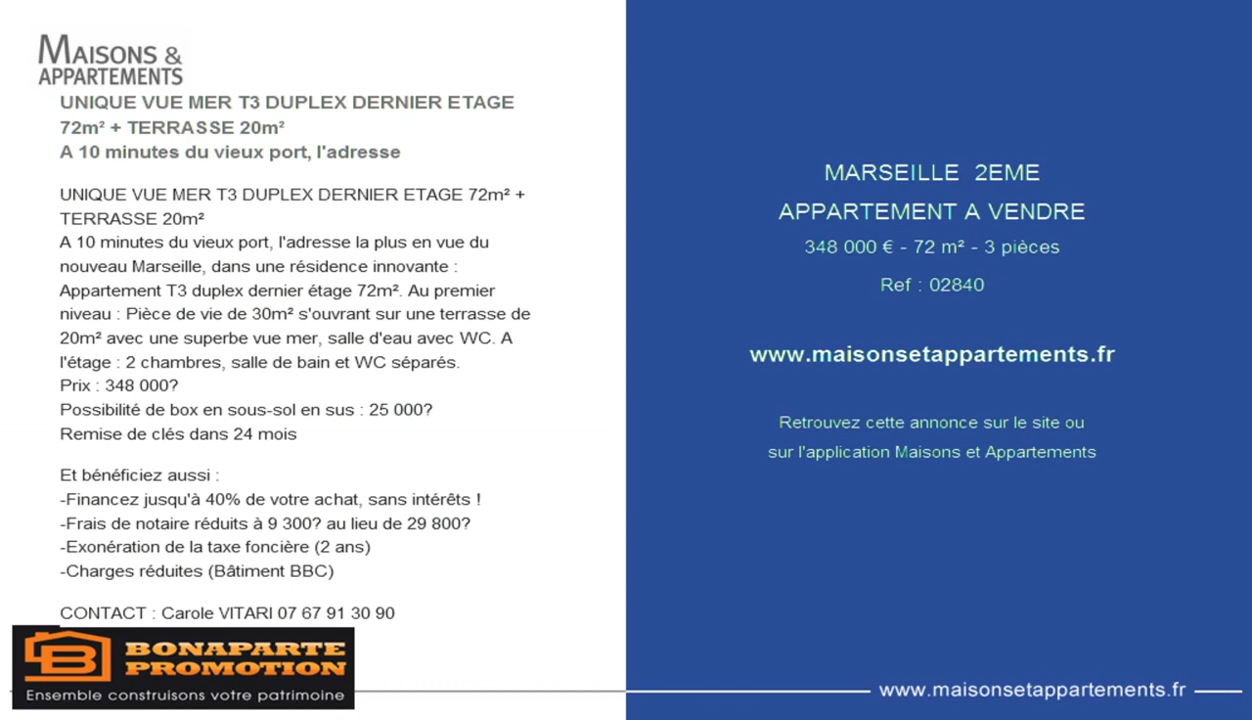 MAISONS &
APPARTEMENTS
UNIQUE VUE MER T3 DUPLEX DERNIER ETAGE
72m² + TERRASSE 20m²
A 10 minutes du vieux port, l'adresse
UNIQUE VUE MER T3 DUPLEX DERNIER ETAGE 72m² +
TERRASSE 20m²
A 10 minutes du vieux port, l'adresse la plus en vue du
nouveau Marseille, dans une résidence innovante :
Appartement T3 duplex dernier étage 72m². Au premier
niveau : Pièce de vie de 30m² s'ouvrant sur une terrasse de
20m² avec une superbe vue mer, salle d'eau avec WC. A
l'étage : 2 chambres, salle de bain et WC séparés.
Prix : 348 000?
Possibilité de box en sous-sol en sus : 25 000?
Remise de clés dans 24 mois
Et bénéficiez aussi :
-Financez jusqu'à 40% de votre achat, sans intérêts !
-Frais de notaire réduits à 9 300? au lieu de 29 800?
-Exonération de la taxe foncière (2 ans)
-Charges réduites (Bâtiment BBC)
CONTACT : Carole VITARI 07 67 91 30 90
BONAPARTE
PROMOTION
Ensemble construisons votre patrimoine
MARSEILLE 2EME
APPARTEMENT A VENDRE
348 000 € - 72 m² - 3 pièces
Ref : 02840
www.maisonsetappartements.fr
Retrouvez cette annonce sur le site ou
sur l'application Maisons et Appartements
www.maisonsetappartements.fr